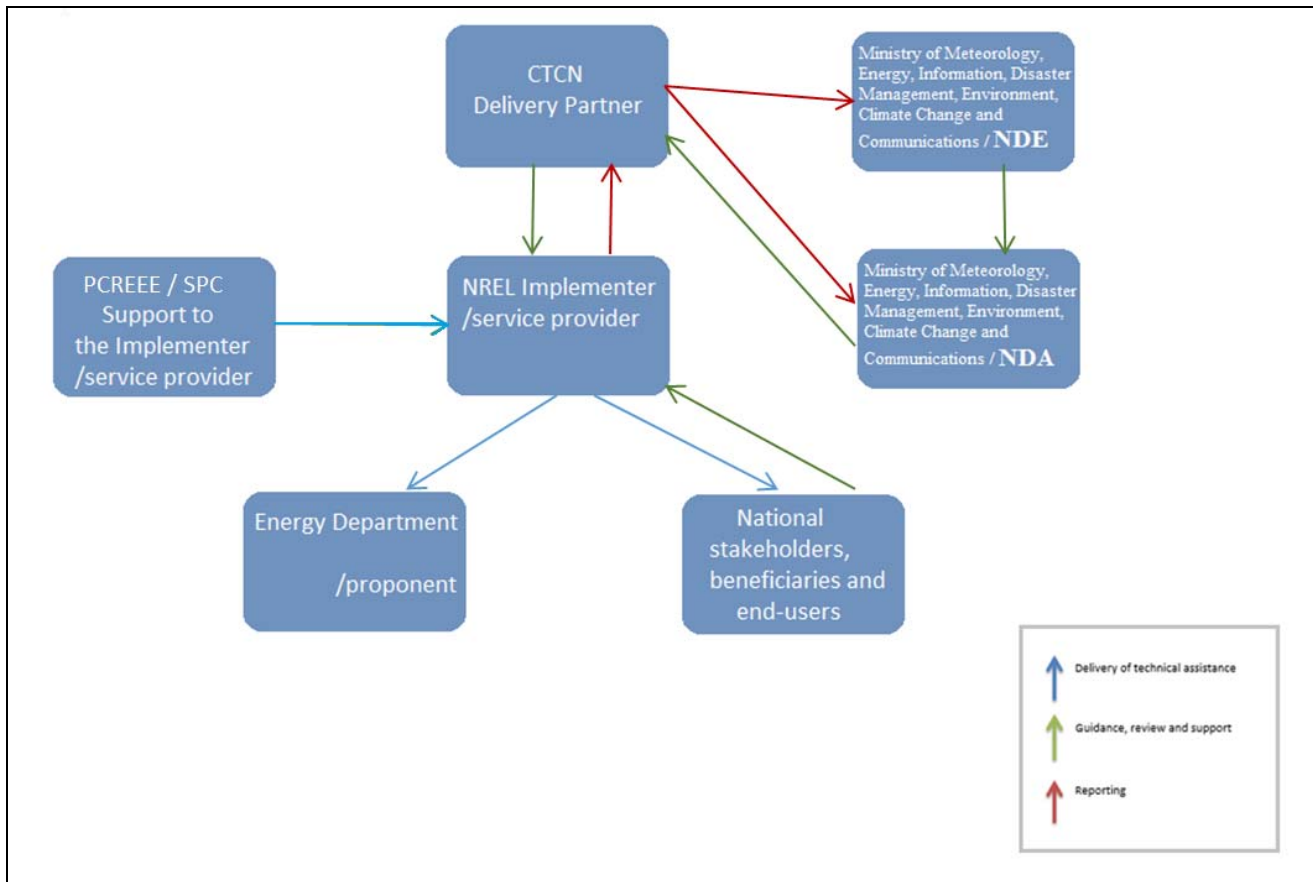 CTCN
Delivery Partner
Ministry of Meteorology,
Energy, Information, Disaster
Management, Environment,
Climate Change and
Communications / NDE
PCREEE / SPC
Support to
the Implementer
/service provider
NREL Implementer
/service provider
Ministry of Meteorology,
Energy, Information, Disaster
Management, Environment,
Climate Change and
Communications / NDA
Energy Department
/proponent
National
stakeholders,
beneficiaries and
end-users
Delivery of technical assistance
Guidance, review and support
Reporting